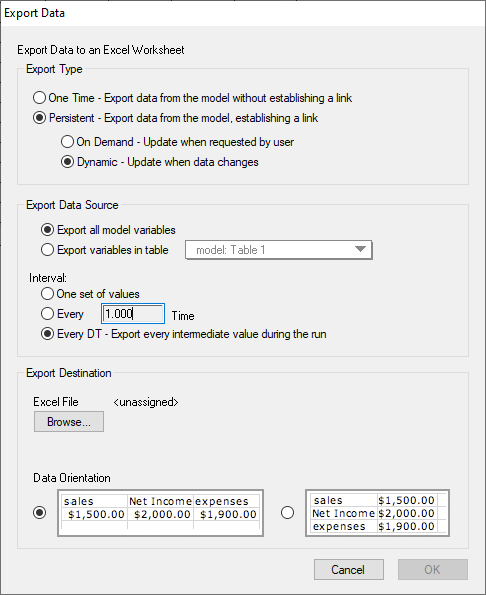 Export Data
Export Data to an Excel Worksheet
Export Type
One Time - Export data from the model without establishing a link
Persistent - Export data from the model, establishing a link
On Demand - Update when requested by user
Dynamic - Update when data changes
Export Data Source
Export all model variables
Export variables in table model: Table 1
Interval:
One set of values
Every 1.000 Time
Every DT - Export every intermediate value during the run
Export Destination
Excel File <unassigned>
Browse...
Data Orientation
sales Net Income expenses
$1,500.00 $2,000.00 $1,900.00
sales $1,500.00
Net Income $2,000.00
expenses $1,900.00
Cancel OK